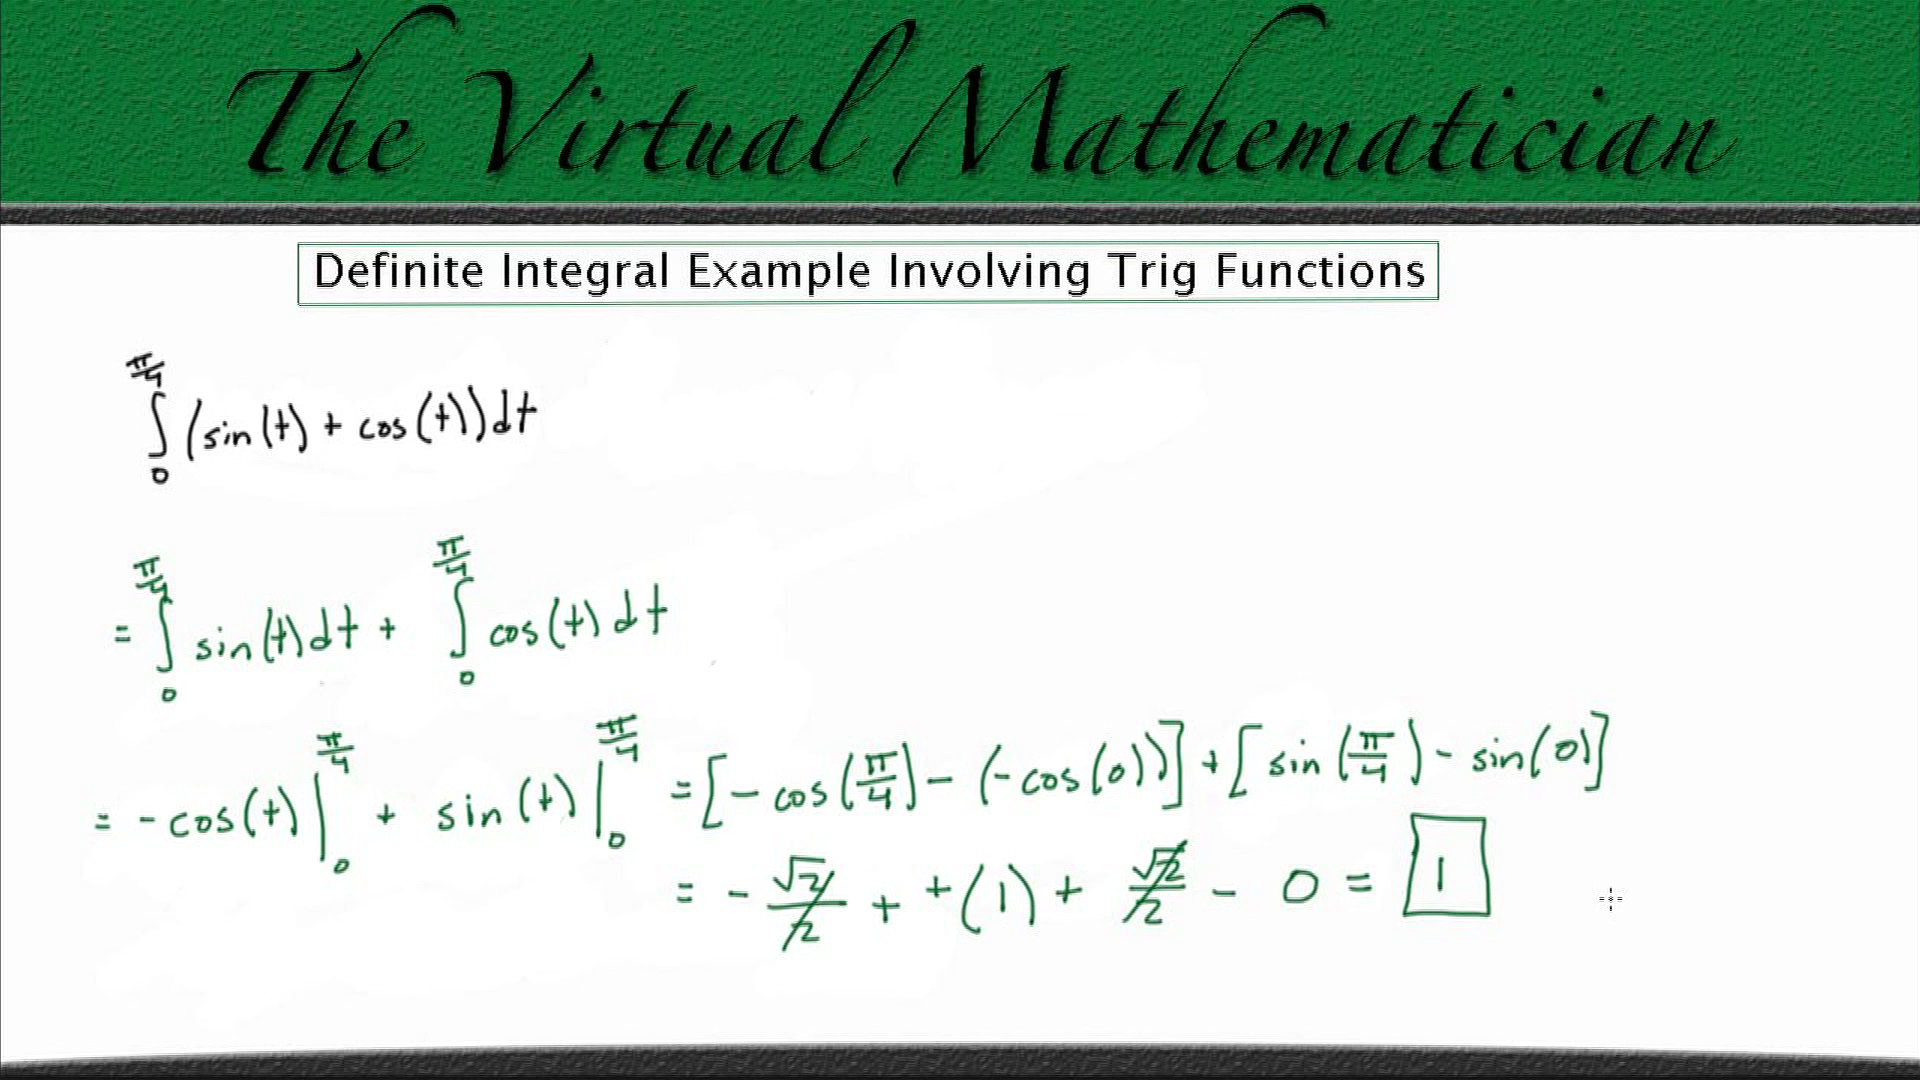 The Virtual Mathematician
Definite Integral Example Involving Trig Functions
∫₀^{π/4} (sin(t) + cos(t))dt
= ∫₀^{π/4} sin(t)dt + ∫₀^{π/4} cos(t)dt
= -cos(t)|₀^{π/4} + sin(t)|₀^{π/4} = [-cos(π/4) - (-cos(0))] + [sin(π/4) - sin(0)]
= - √2/2 + +(1) + √2/2 - 0 = 1